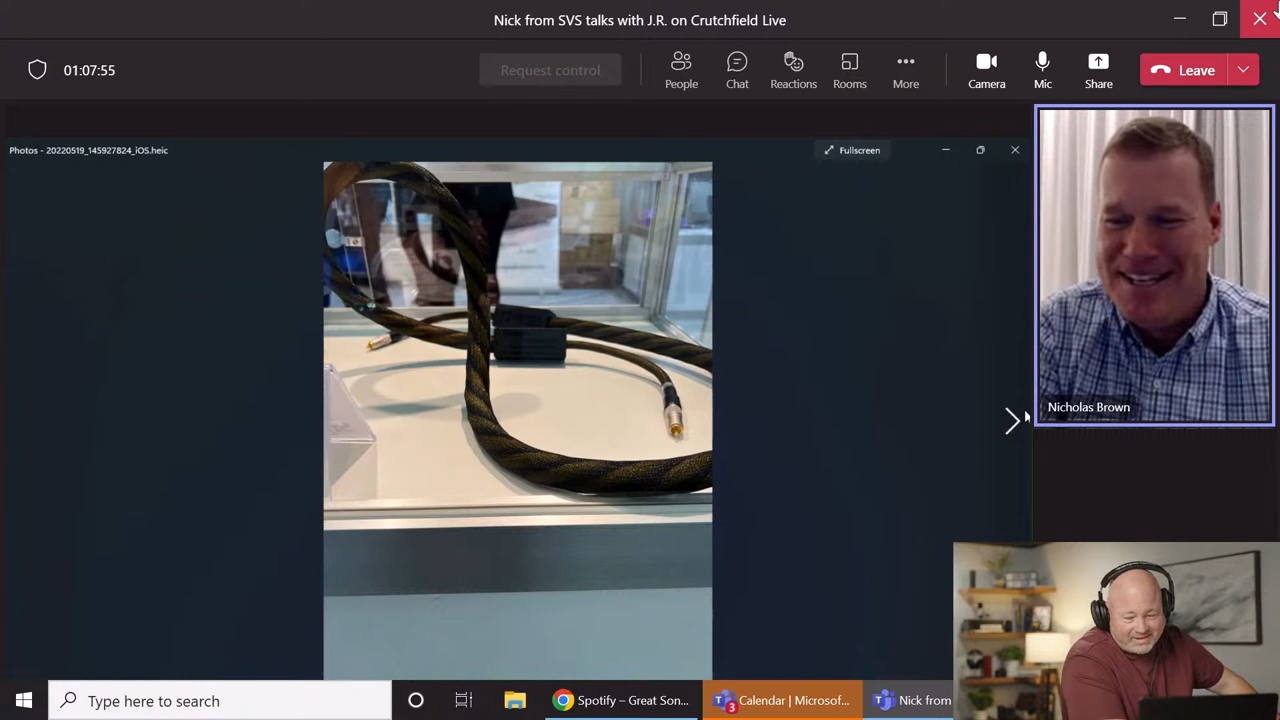 Nick from SVS talks with J.R. on Crutchfield Live
01:07:55
Request control
People
Chat
Reactions
Rooms
More
Camera
Mic
Share
Leave
Photos - 20220519_145927824_iOS.heic
Fullscreen
Nicholas Brown
Type here to search
Spotify – Great Son...
3
Calendar | Microsof...
Nick from